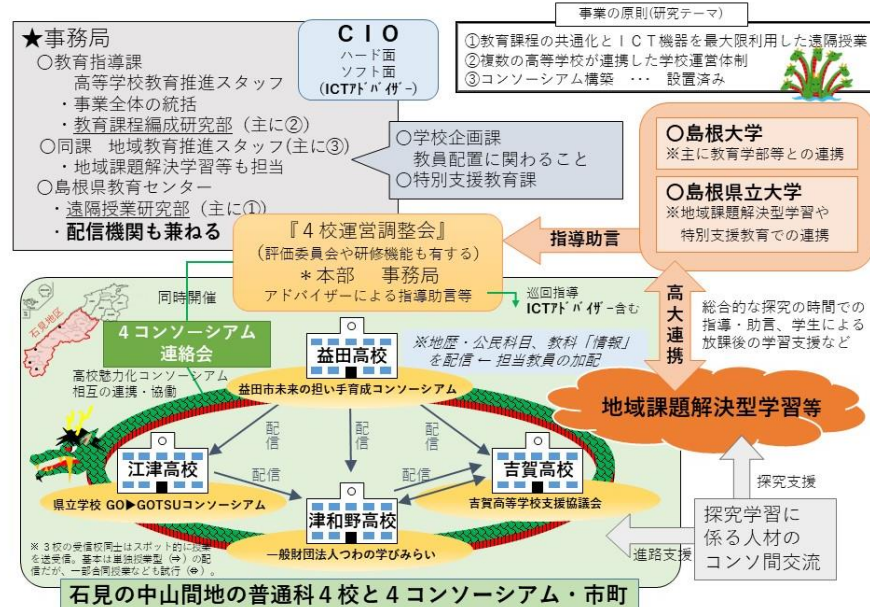 ★事務局
○教育指導課
高等学校教育推進スタッフ
・事業全体の統括
・教育課程編成研究部（主に②）
○同課　地域教育推進スタッフ(主に③)
・地域課題解決学習等も担当
○島根県教育センター
・遠隔授業研究部（主に①）
・配信機関も兼ねる
ＣＩＯ
ハード面
ソフト面
(ICTアドバイザー)
事業の原則(研究テーマ)
①教育課程の共通化とＩＣＴ機器を最大限利用した遠隔授業
②複数の高等学校が連携した学校運営体制
③コンソーシアム構築　･･･　設置済み
○学校企画課
教員配置に関わること
○特別支援教育課
○島根大学
※主に教育学部等との連携
○島根県立大学
※地域課題解決型学習や
特別支援教育での連携
指導助言
『４校運営調整会』
(評価委員会や研修機能も有する)
＊本部　事務局
アドバイザーによる指導助言等
巡回指導
ICTｱﾄﾞﾊﾞｲｻﾞｰ含む
高大連携
総合的な探究の時間での
指導・助言、学生による
放課後の学習支援など
石見地区
同時開催
４コンソーシアム
連絡会
高校魅力化コンソーシアム
相互の連携・協働
益田高校
益田市未来の担い手育成コンソーシアム
※地歴・公民科目、教科「情報」
を配信 ← 担当教員の加配
地域課題解決型学習等
配信
配信
配信
江津高校
県立学校 GO▶GOTSUコンソーシアム
配信
津和野高校
一般財団法人つわの学びみらい
配信
吉賀高校
吉賀高等学校支援協議会
探究支援
探究学習に
係る人材の
コンソ間交流
進路支援
※ ３校の受信校同士はスポット的に授業
を送受信。基本は単独授業型（⇒）の配
信だが、一部合同授業なども試行（⇔）。
石見の中山間地の普通科４校と４コンソーシアム・市町